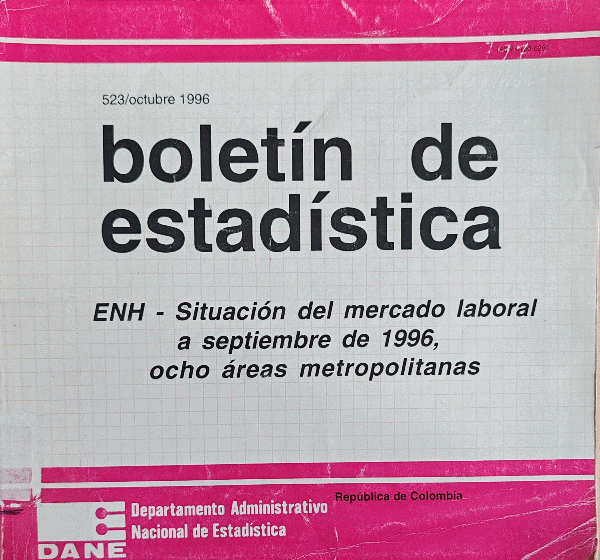 523/octubre 1996
boletín de
estadística
ENH - Situación del mercado laboral
a septiembre de 1996,
ocho áreas metropolitanas
República de Colombia
Departamento Administrativo
Nacional de Estadística
DANE